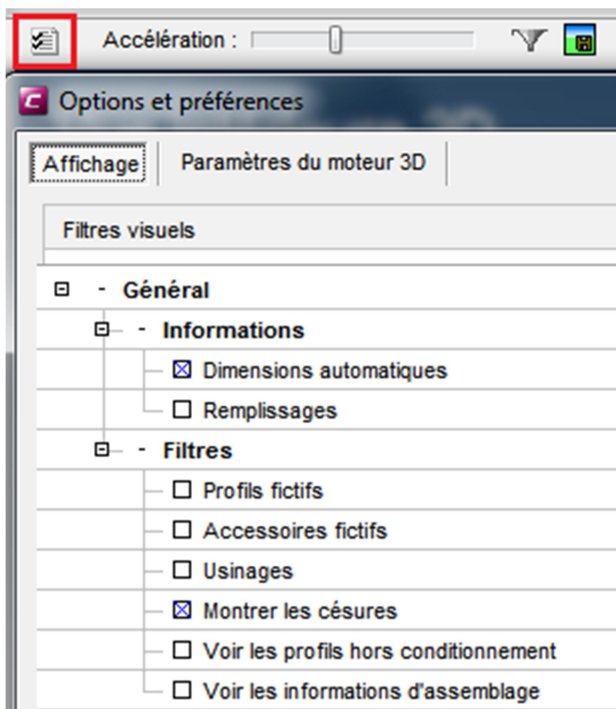 Accélération :
Options et préférences
Affichage
Paramètres du moteur 3D
Filtres visuels
- Général
- Informations
Dimensions automatiques
Remplissages
- Filtres
Profils fictifs
Accessoires fictifs
Usinages
Montrer les césures
Voir les profils hors conditionnement
Voir les informations d'assemblage